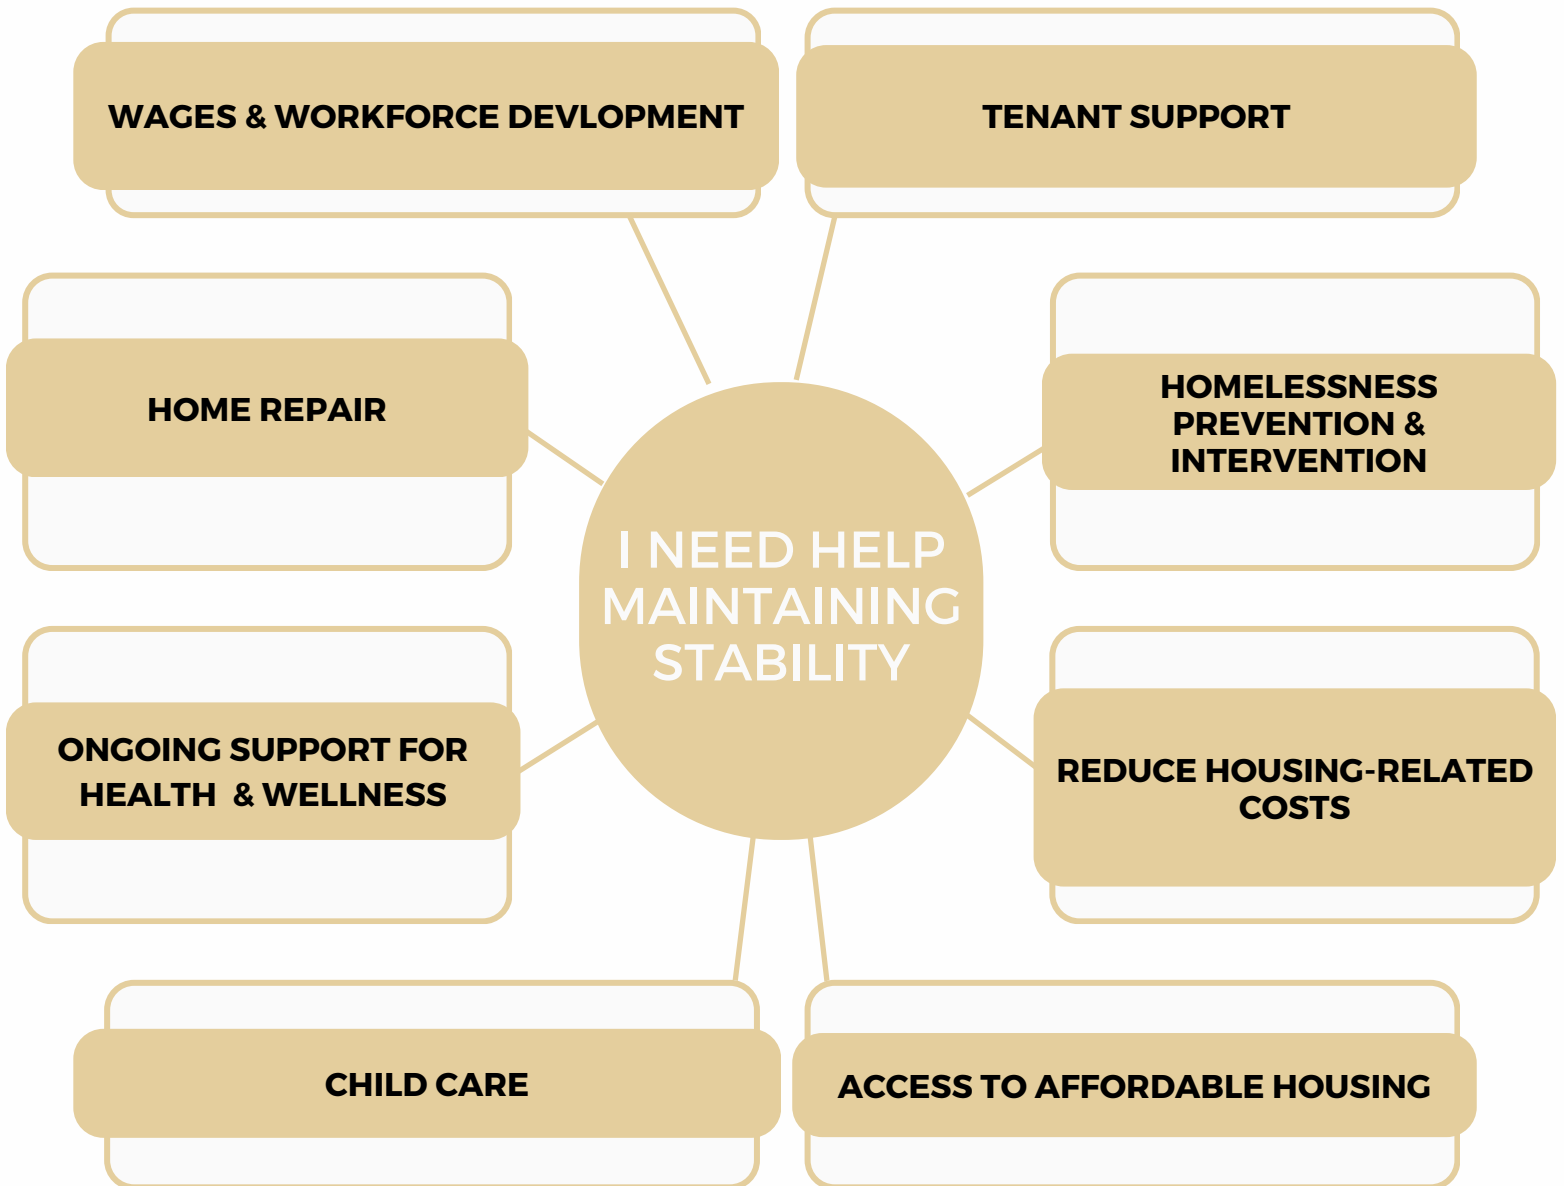 WAGES & WORKFORCE DEVLOPMENT
TENANT SUPPORT
HOME REPAIR
HOMELESSNESS
PREVENTION &
INTERVENTION
I NEED HELP
MAINTAINING
STABILITY
ONGOING SUPPORT FOR
HEALTH & WELLNESS
REDUCE HOUSING-RELATED
COSTS
CHILD CARE
ACCESS TO AFFORDABLE HOUSING